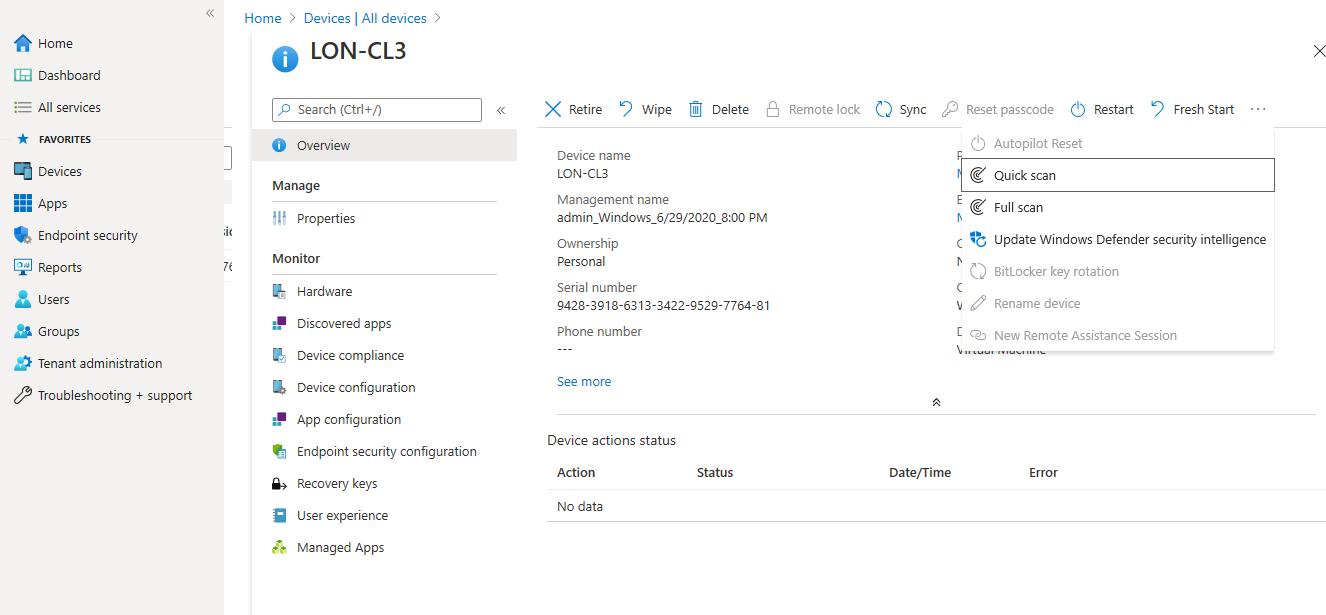 «
Home
Dashboard
All services
FAVORITES
Devices
Apps
Endpoint security
Reports
Users
Groups
Tenant administration
Troubleshooting + support
Home > Devices | All devices >
LON-CL3
Search (Ctrl+/)
«
Overview
Manage
Properties
Monitor
Hardware
Discovered apps
Device compliance
Device configuration
App configuration
Endpoint security configuration
Recovery keys
User experience
Managed Apps
Retire Wipe Delete Remote lock Sync Reset passcode Restart Fresh Start ...
Autopilot Reset
Quick scan
Full scan
Update Windows Defender security intelligence
BitLocker key rotation
Rename device
New Remote Assistance Session
Device name
LON-CL3
Management name
admin_Windows_6/29/2020_8:00 PM
Ownership
Personal
Serial number
9428-3918-6313-3422-9529-7764-81
Phone number
---
Virtual Machine
See more
Device actions status
Action Status Date/Time Error
No data